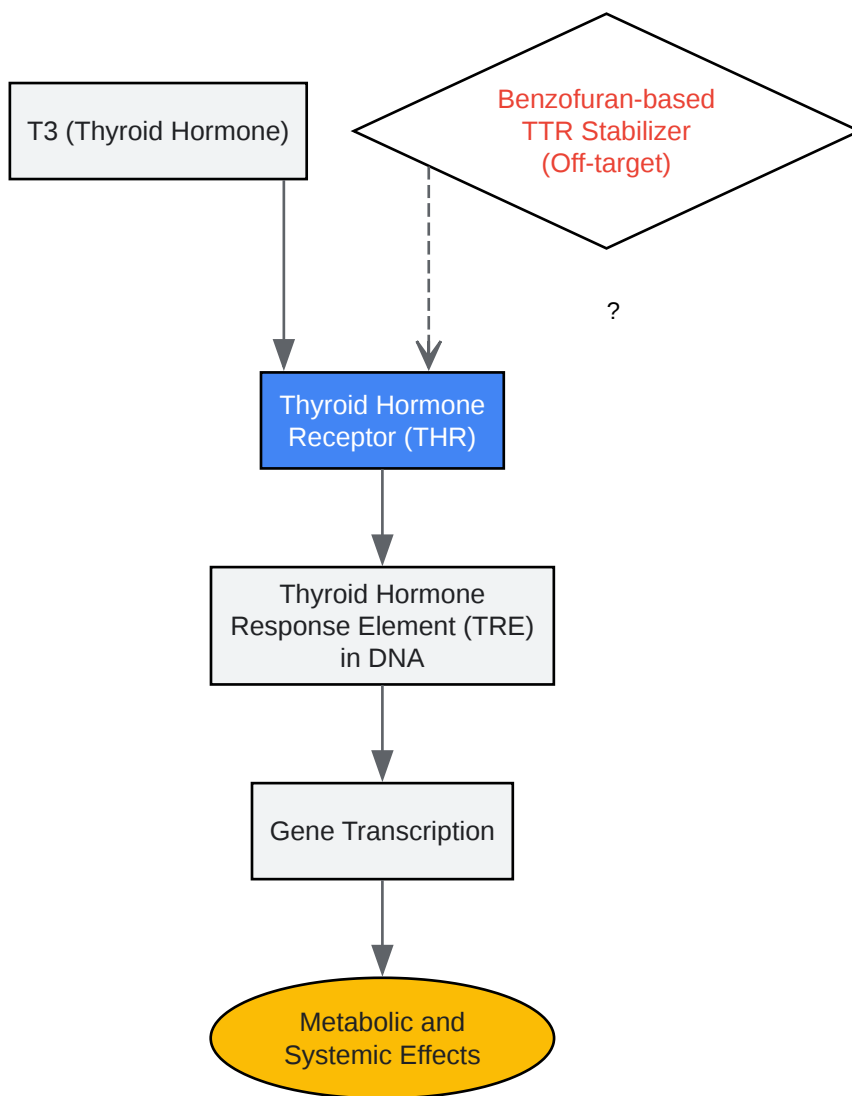 T3 (Thyroid Hormone)
Benzofuran-based
TTR Stabilizer
(Off-target)
?
Thyroid Hormone
Receptor (THR)
Thyroid Hormone
Response Element (TRE)
in DNA
Gene Transcription
Metabolic and
Systemic Effects